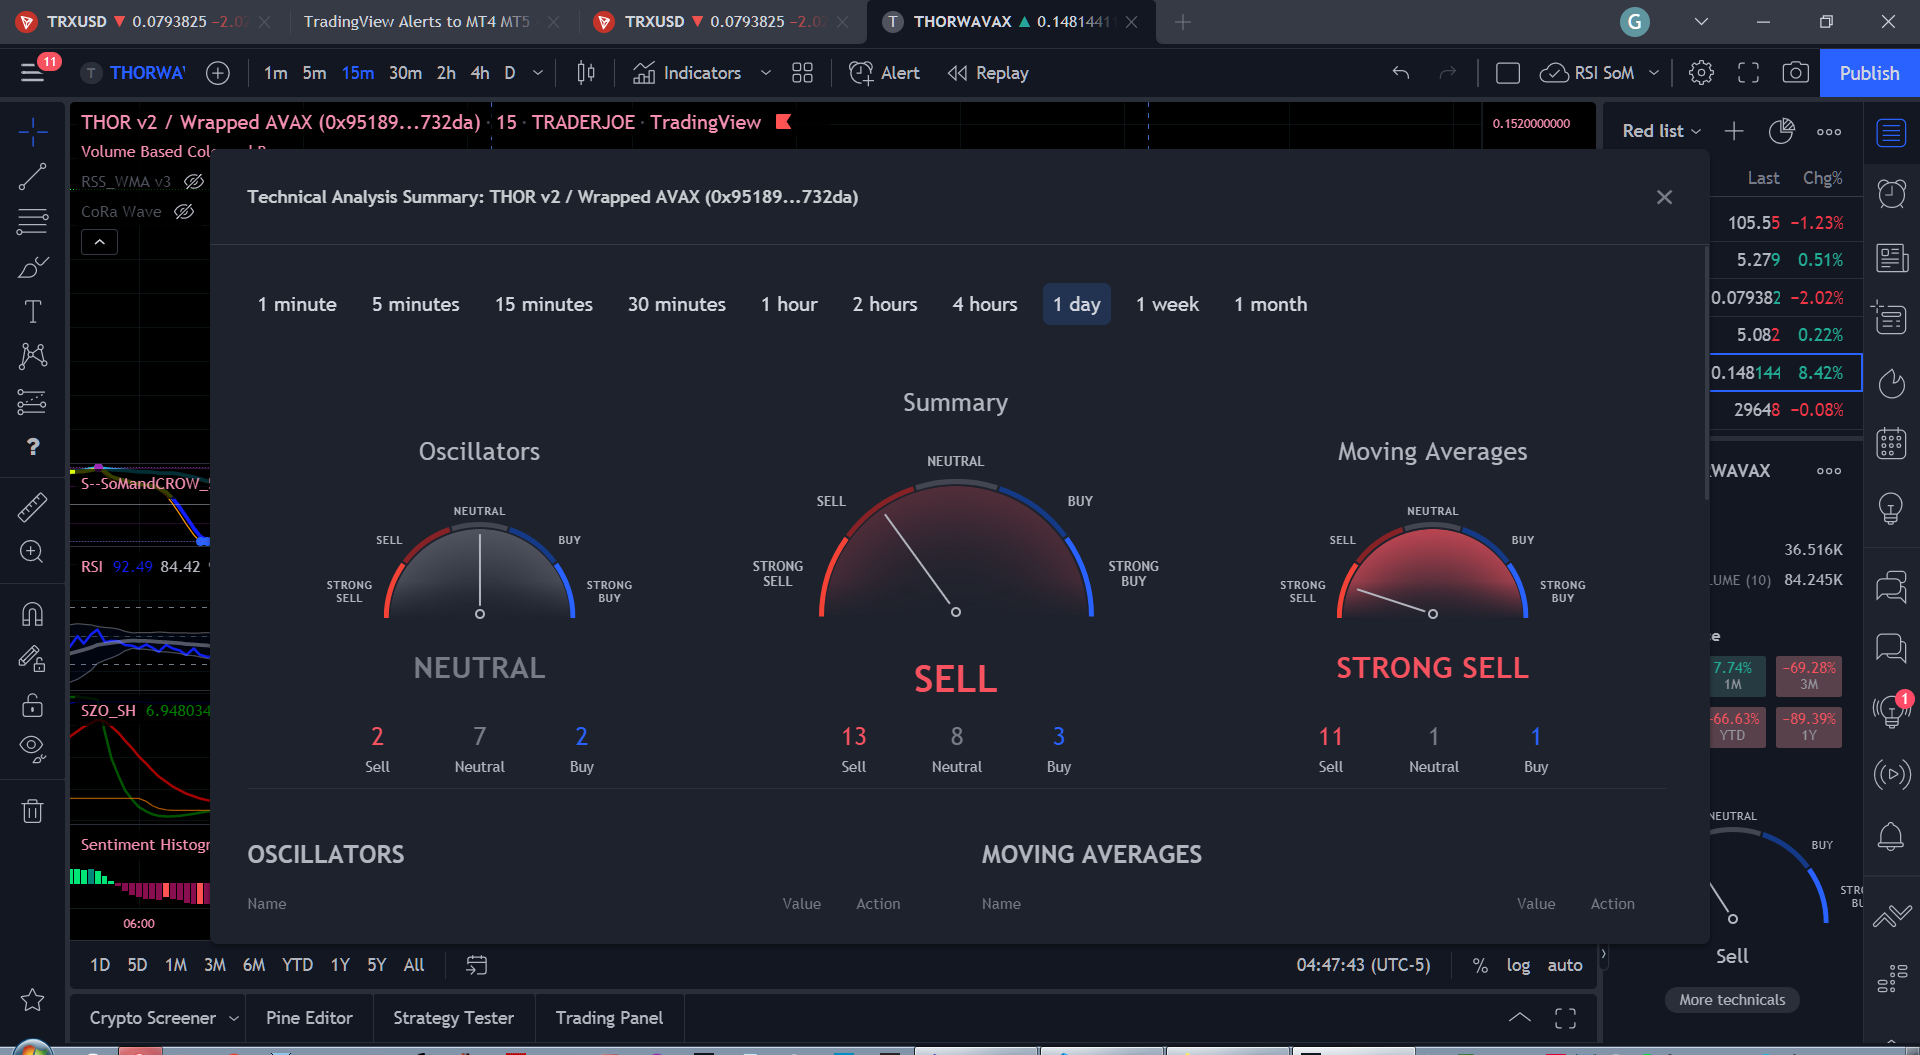 TRXUSD ▼ 0.0793825 −2.02
TradingView Alerts to MT4 MT5
TRXUSD ▼ 0.0793825 −2.02
T THORWAVAX ▲ 0.1481441
G
11
T THORWAV
1m 5m 15m 30m 2h 4h D
Indicators
Alert
Replay
RSI SoM
Publish
THOR v2 / Wrapped AVAX (0x95189...732da) · 15 · TRADERJOE · TradingView
0.1520000000
Volume Based Col
RSS_WMA v3
CoRa Wave
Red list
Last Chg%
105.55 −1.23%
5.279 0.51%
0.079382 −2.02%
5.082 0.22%
0.148144 8.42%
29648 −0.08%
Technical Analysis Summary: THOR v2 / Wrapped AVAX (0x95189...732da)
1 minute 5 minutes 15 minutes 30 minutes 1 hour 2 hours 4 hours 1 day 1 week 1 month
Summary
Oscillators
Moving Averages
NEUTRAL
SELL
BUY
STRONG SELL
STRONG BUY
NEUTRAL
SELL
BUY
STRONG SELL
STRONG BUY
NEUTRAL
SELL
BUY
STRONG SELL
STRONG BUY
NEUTRAL
SELL
STRONG SELL
2 7 2
Sell Neutral Buy
13 8 3
Sell Neutral Buy
11 1 1
Sell Neutral Buy
OSCILLATORS
Name Value Action
MOVING AVERAGES
Name Value Action
S--SoMandCROW_
RSI 92.49 84.42
SZO_SH 6.948034
Sentiment Histogr
06:00
WAVAX
36.516K
LUME (10) 84.245K
ce
7.74% −69.28%
1M 3M
−66.63% −89.39%
YTD 1Y
1
NEUTRAL
BUY
STRO
BU
Sell
More technicals
1D 5D 1M 3M 6M YTD 1Y 5Y All
04:47:43 (UTC-5) % log auto
Crypto Screener Pine Editor Strategy Tester Trading Panel